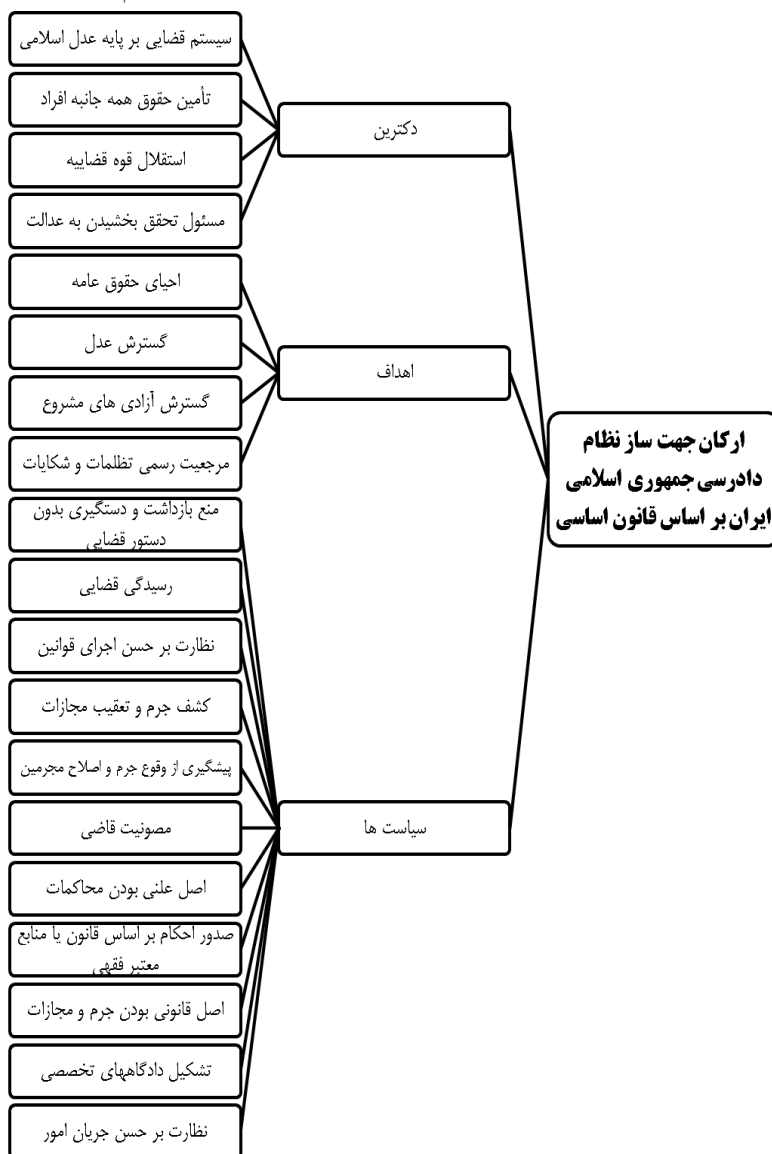 ارکان جهت ساز نظام
دادرسی جمهوری اسلامی
ایران بر اساس قانون اساسی
دکترین
سیستم قضایی بر پایه عدل اسلامی
تأمین حقوق همه جانبه افراد
استقلال قوه قضاییه
مسئول تحقق بخشیدن به عدالت
اهداف
احیای حقوق عامه
گسترش عدل
گسترش آزادی های مشروع
مرجعیت رسمی تظلمات و شکایات
سیاست ها
منع بازداشت و دستگیری بدون
دستور قضایی
رسیدگی قضایی
نظارت بر حسن اجرای قوانین
کشف جرم و تعقیب مجازات
پیشگیری از وقوع جرم و اصلاح مجرمین
مصونیت قاضی
اصل علنی بودن محاکمات
صدور احکام بر اساس قانون یا منابع
معتبر فقهی
اصل قانونی بودن جرم و مجازات
تشکیل دادگاههای تخصصی
نظارت بر حسن جریان امور